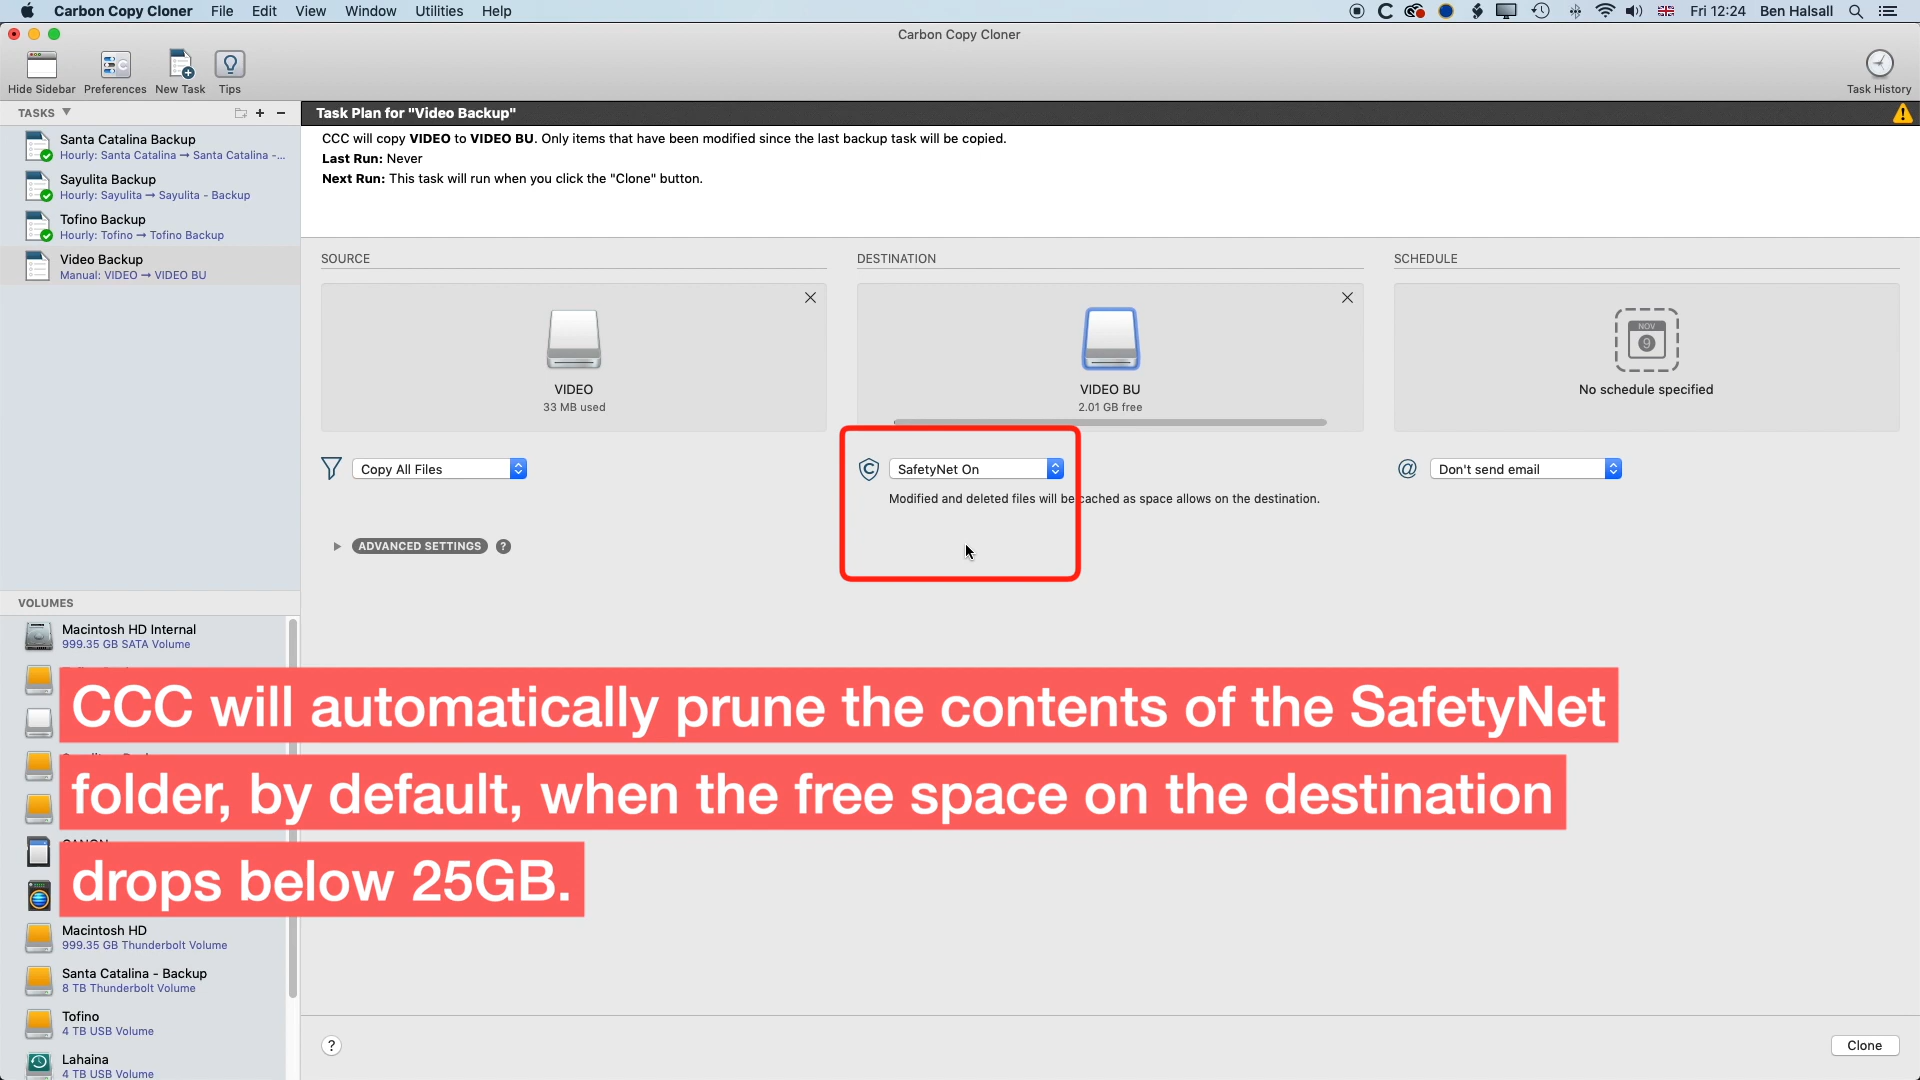 Carbon Copy Cloner File Edit View Window Utilities Help Fri 12:24 Ben Halsall
Carbon Copy Cloner
Hide Sidebar Preferences New Task Tips Task History
TASKS
Santa Catalina Backup
Hourly: Santa Catalina → Santa Catalina -...
Sayulita Backup
Hourly: Sayulita → Sayulita - Backup
Tofino Backup
Hourly: Tofino → Tofino Backup
Video Backup
Manual: VIDEO → VIDEO BU
Task Plan for "Video Backup"
CCC will copy VIDEO to VIDEO BU. Only items that have been modified since the last backup task will be copied.
Last Run: Never
Next Run: This task will run when you click the "Clone" button.
SOURCE
VIDEO
33 MB used
Copy All Files
ADVANCED SETTINGS ?
DESTINATION
VIDEO BU
2.01 GB free
SafetyNet On
Modified and deleted files will be cached as space allows on the destination.
SCHEDULE
NOV
9
No schedule specified
@ Don't send email
VOLUMES
Macintosh HD Internal
999.35 GB SATA Volume
CCC will automatically prune the contents of the SafetyNet
folder, by default, when the free space on the destination
drops below 25GB.
Macintosh HD
999.35 GB Thunderbolt Volume
Santa Catalina - Backup
8 TB Thunderbolt Volume
Tofino
4 TB USB Volume
Lahaina
4 TB USB Volume
?
Clone